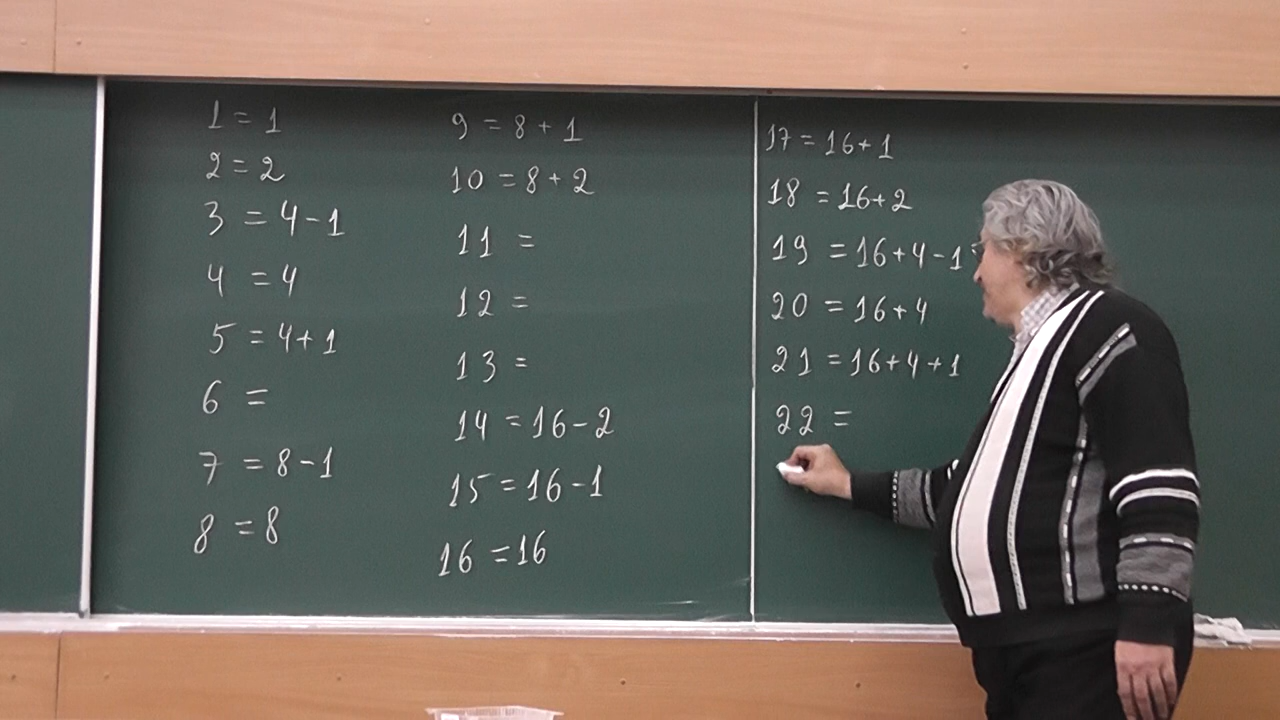 1 = 1
2 = 2
3 = 4 - 1
4 = 4
5 = 4 + 1
6 =
7 = 8 - 1
8 = 8
9 = 8 + 1
10 = 8 + 2
11 =
12 =
13 =
14 = 16 - 2
15 = 16 - 1
16 = 16
17 = 16 + 1
18 = 16 + 2
19 = 16 + 4 - 1
20 = 16 + 4
21 = 16 + 4 + 1
22 =